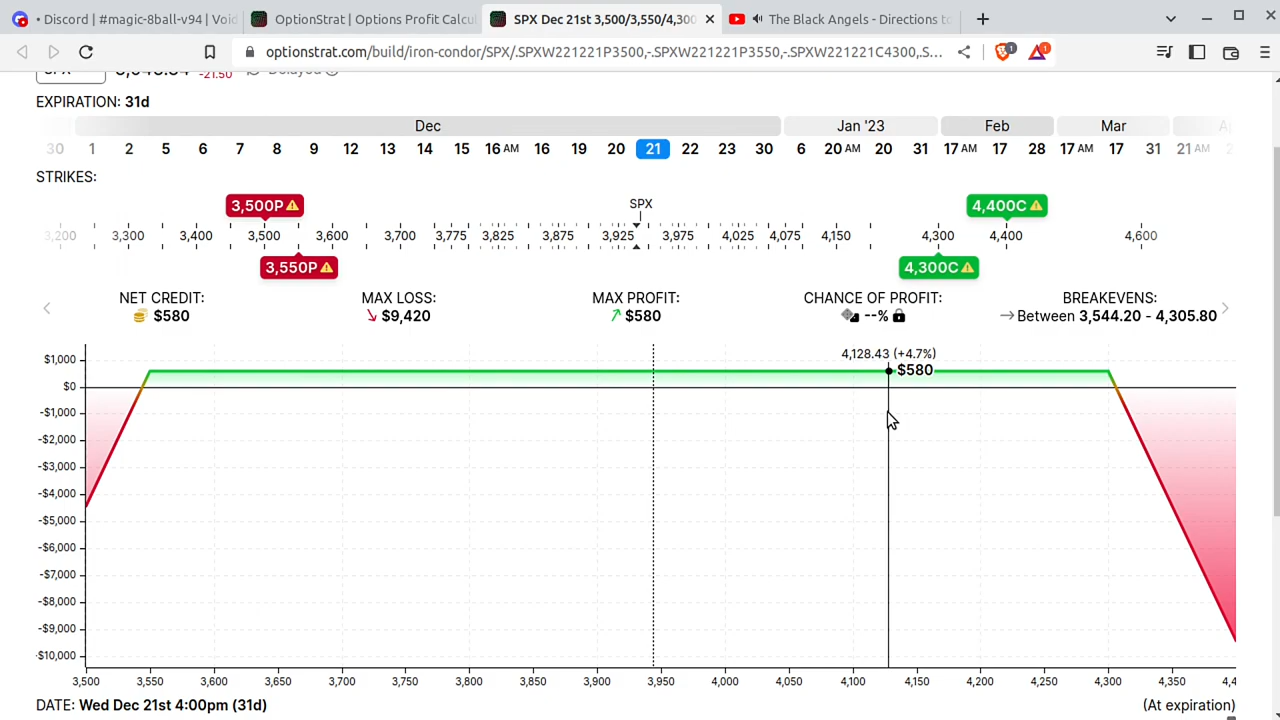 • Discord | #magic-8ball-v94 | Void
OptionStrat | Options Profit Calcu
SPX Dec 21st 3,500/3,550/4,300
The Black Angels - Directions to
optionstrat.com/build/iron-condor/SPX/.SPXW221221P3500,-.SPXW221221P3550,-.SPXW221221C4300,.S...
1 1
-21.50 Delayed
EXPIRATION: 31d
Dec Jan '23 Feb Mar
30 1 2 5 6 7 8 9 12 13 14 15 16 AM 16 19 20 21 22 23 30 6 20 AM 20 31 17 AM 17 28 17 AM 17 31 21 AM
STRIKES:
3,500P SPX 4,400C
3,200 3,300 3,400 3,500 3,600 3,700 3,775 3,825 3,875 3,925 3,975 4,025 4,075 4,150 4,300 4,400 4,600
3,550P 4,300C
NET CREDIT: MAX LOSS: MAX PROFIT: CHANCE OF PROFIT: BREAKEVENS:
$580 $9,420 $580 --% Between 3,544.20 - 4,305.80
4,128.43 (+4.7%)
$1,000
$580
$0
-$1,000
-$2,000
-$3,000
-$4,000
-$5,000
-$6,000
-$7,000
-$8,000
-$9,000
-$10,000
3,500 3,550 3,600 3,650 3,700 3,750 3,800 3,850 3,900 3,950 4,000 4,050 4,100 4,150 4,200 4,250 4,300 4,350 4,4
DATE: Wed Dec 21st 4:00pm (31d) (At expiration)